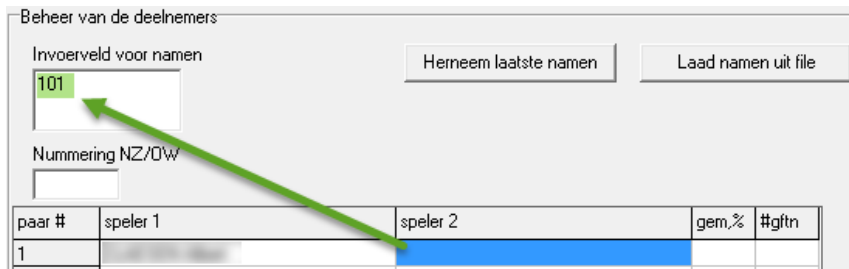 Beheer van de deelnemers
Invoerveld voor namen
Herneem laatste namen
Laad namen uit file
101
Nummering NZ/OW
paar # speler 1 speler 2 gem,% #gftn
1